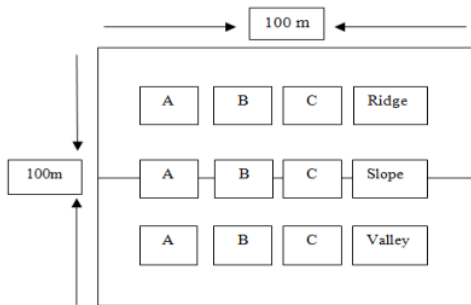 100 m
A B C Ridge
100m
A B C Slope
A B C Valley